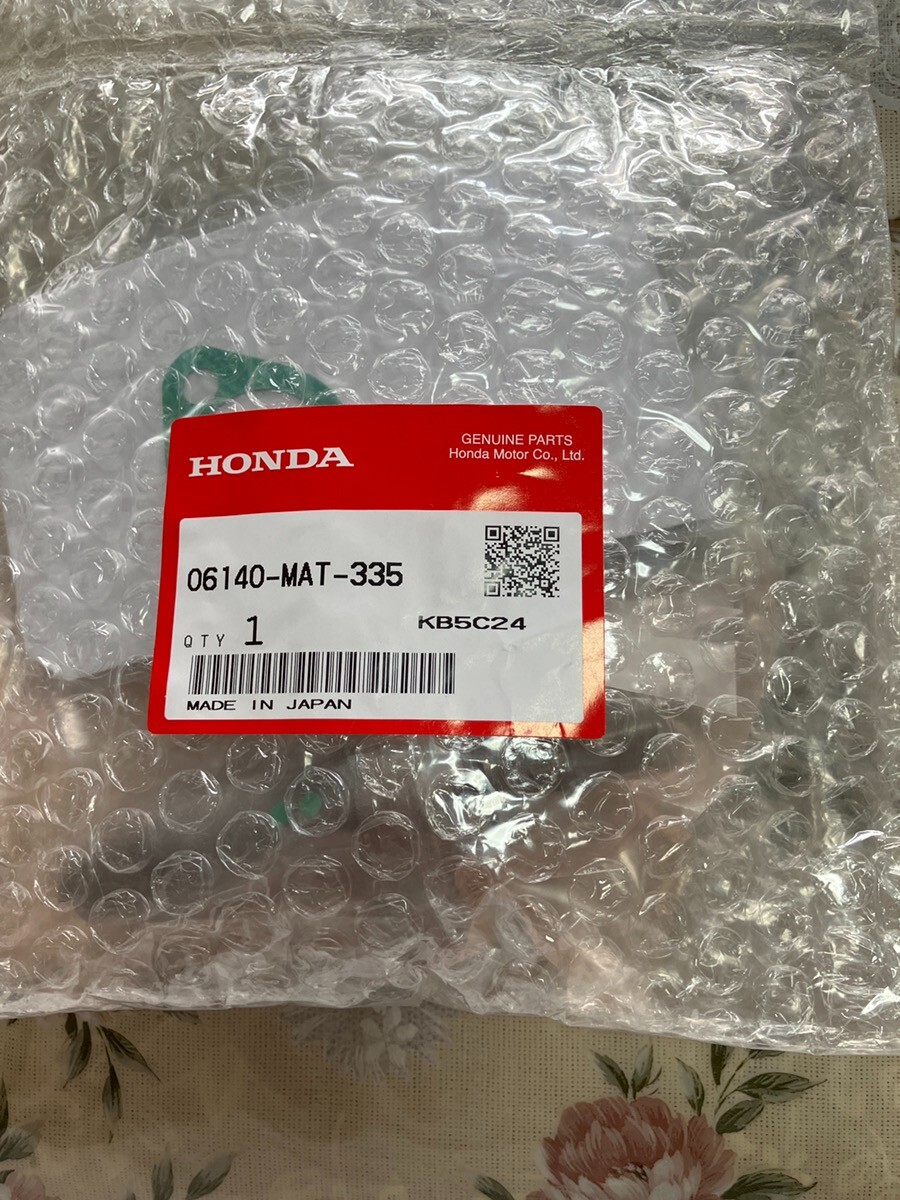 HONDA
GENUINE PARTS
Honda Motor Co., Ltd.
06140-MAT-335
KB5C24
QTY 1
MADE IN JAPAN